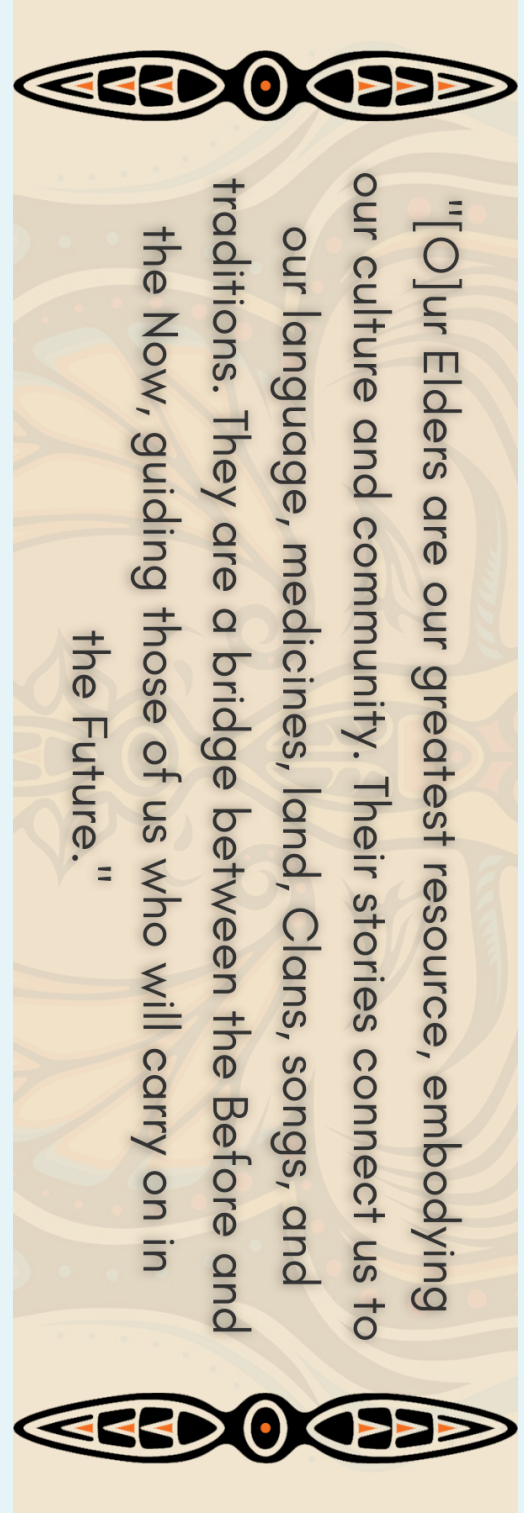 "[O]ur Elders are our greatest resource, embodying
our culture and community. Their stories connect us to
our language, medicines, land, Clans, songs, and
traditions. They are a bridge between the Before and
the Now, guiding those of us who will carry on in
the Future."